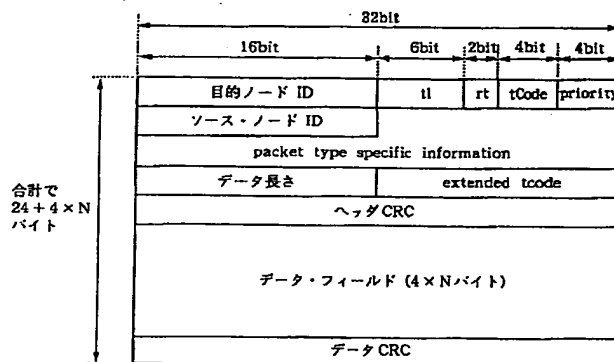 32bit
16bit 6bit 2bit 4bit 4bit
目的ノード ID tl rt tCode priority
ソース・ノード ID
packet type specific information
データ長さ extended tcode
ヘッダCRC
合計で
24+4×N
バイト
データ・フィールド (4×Nバイト)
データCRC